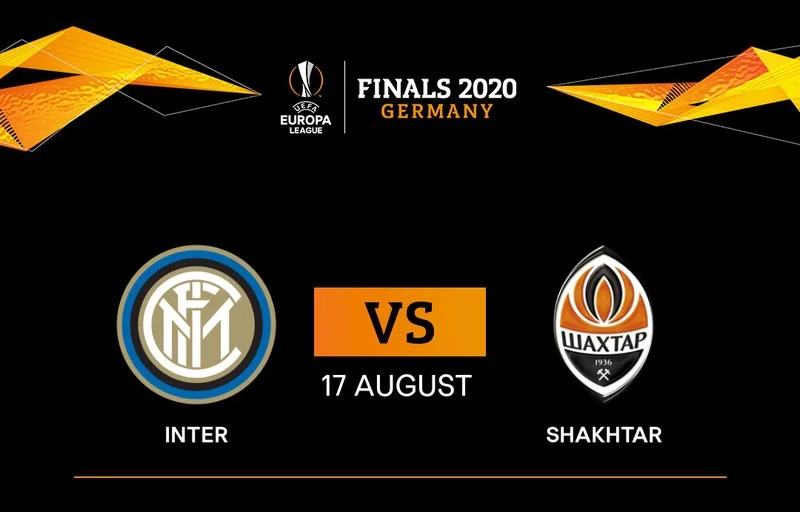 UEFA
EUROPA
LEAGUE
FINALS 2020
GERMANY
VS
17 AUGUST
ШАХТАР
1936
INTER
SHAKHTAR